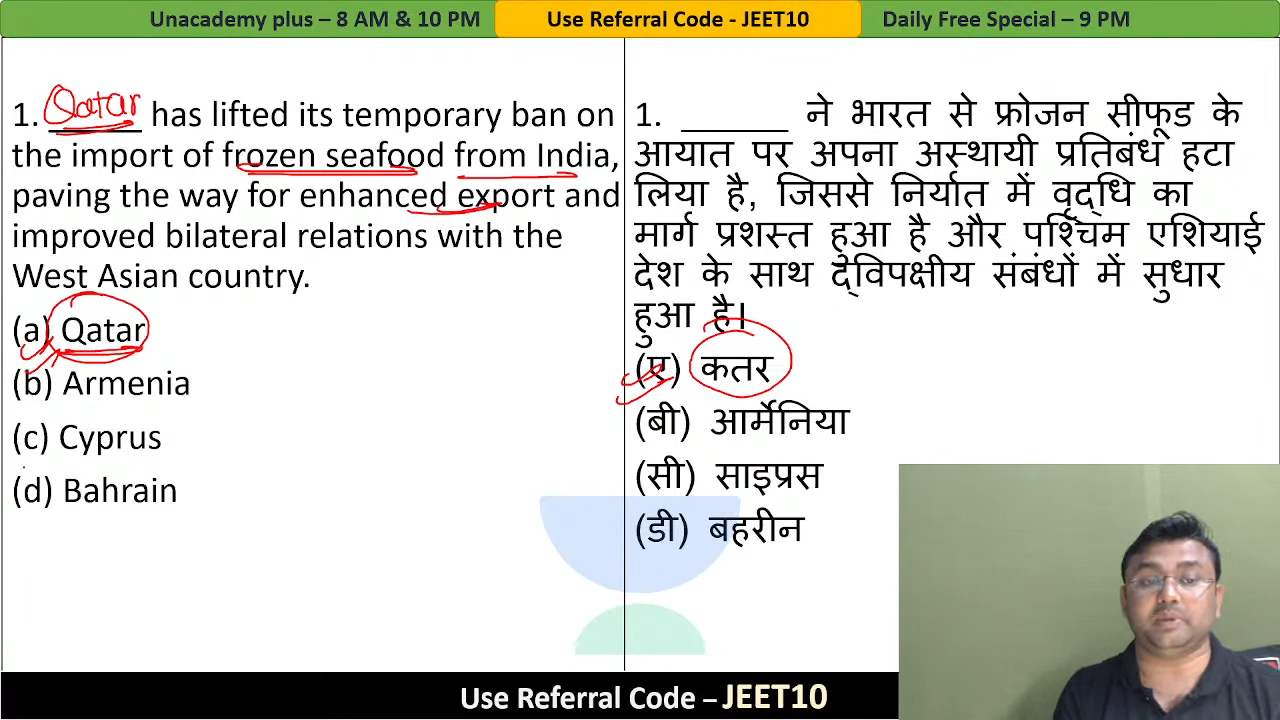 Unacademy plus – 8 AM & 10 PM
Use Referral Code - JEET10
Daily Free Special – 9 PM
Qatar
1. ______ has lifted its temporary ban on
the import of frozen seafood from India,
paving the way for enhanced export and
improved bilateral relations with the
West Asian country.
(a) Qatar
(b) Armenia
(c) Cyprus
(d) Bahrain
1. ______ ने भारत से फ्रोजन सीफूड के
आयात पर अपना अस्थायी प्रतिबंध हटा
लिया है, जिससे निर्यात में वृद्धि का
मार्ग प्रशस्त हुआ है और पश्चिम एशियाई
देश के साथ द्विपक्षीय संबंधों में सुधार
हुआ है।
(ए) कतर
(बी) आर्मेनिया
(सी) साइप्रस
(डी) बहरीन
Use Referral Code – JEET10